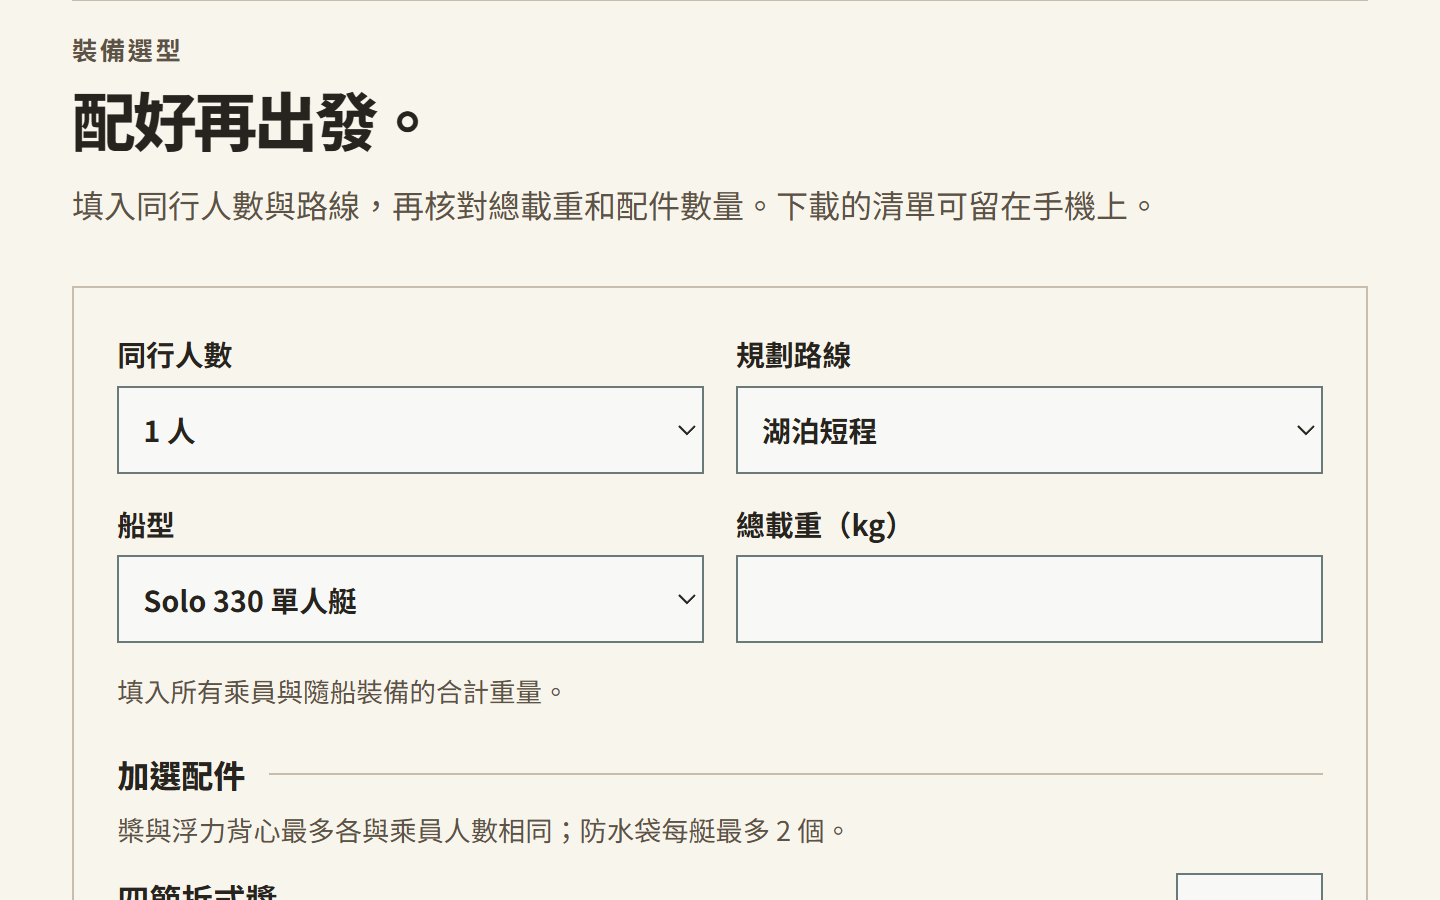 裝備選型
配好再出發。
填入同行人數與路線，再核對總載重和配件數量。下載的清單可留在手機上。
同行人數
規劃路線
1 人
湖泊短程
船型
總載重（kg）
Solo 330 單人艇
填入所有乘員與隨船裝備的合計重量。
加選配件
槳與浮力背心最多各與乘員人數相同；防水袋每艇最多 2 個。
四節折式槳